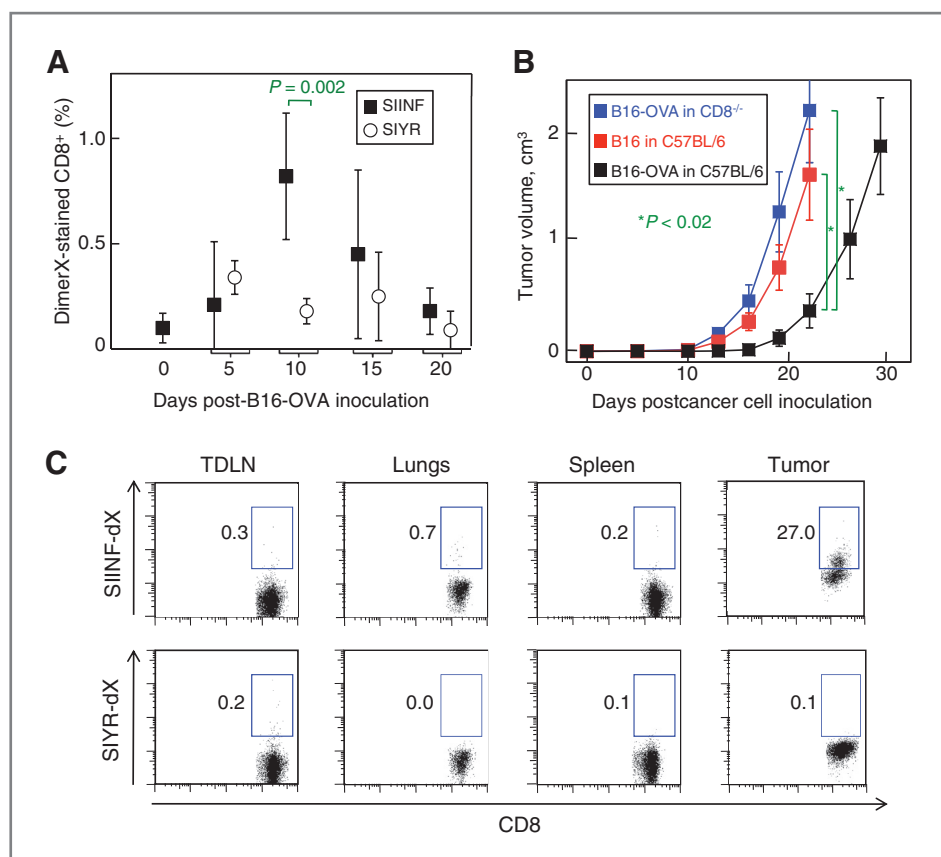 A
P = 0.002
SIINF
SIYR
DimerX-stained CD8⁺ (%)
1.0
0.5
0
0 5 10 15 20
Days post-B16-OVA inoculation
B
B16-OVA in CD8⁻/⁻
B16 in C57BL/6
B16-OVA in C57BL/6
*P < 0.02
*
*
Tumor volume, cm³
2
1
0
0 10 20 30
Days postcancer cell inoculation
C
TDLN Lungs Spleen Tumor
SIINF-dX
0.3 0.7 0.2 27.0
SIYR-dX
0.2 0.0 0.1 0.1
CD8